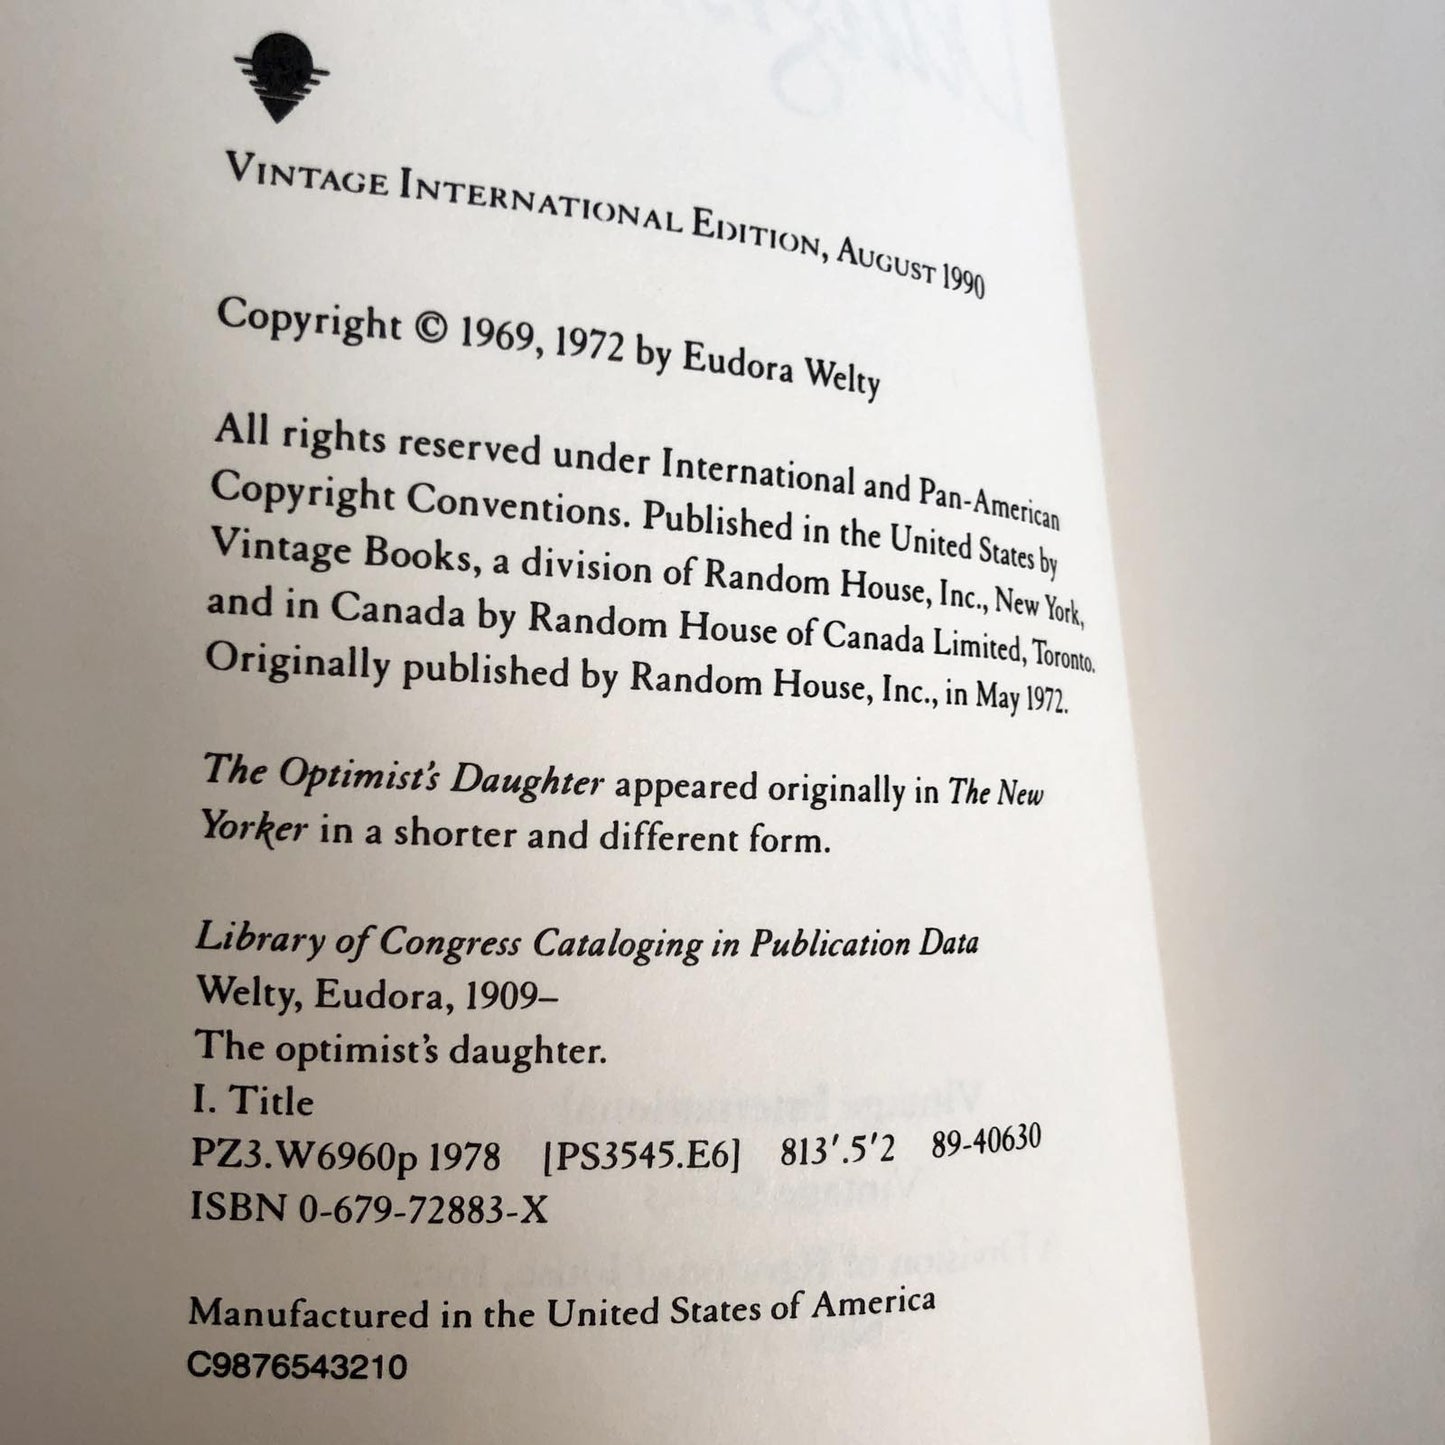 VINTAGE INTERNATIONAL EDITION, AUGUST 1990
Copyright © 1969, 1972 by Eudora Welty
All rights reserved under International and Pan-American
Copyright Conventions. Published in the United States by
Vintage Books, a division of Random House, Inc., New York,
and in Canada by Random House of Canada Limited, Toronto.
Originally published by Random House, Inc., in May 1972.
The Optimist's Daughter appeared originally in The New
Yorker in a shorter and different form.
Library of Congress Cataloging in Publication Data
Welty, Eudora, 1909–
The optimist's daughter.
I. Title
PZ3.W6960p 1978 [PS3545.E6] 813'.5'2 89-40630
ISBN 0-679-72883-X
Manufactured in the United States of America
C9876543210